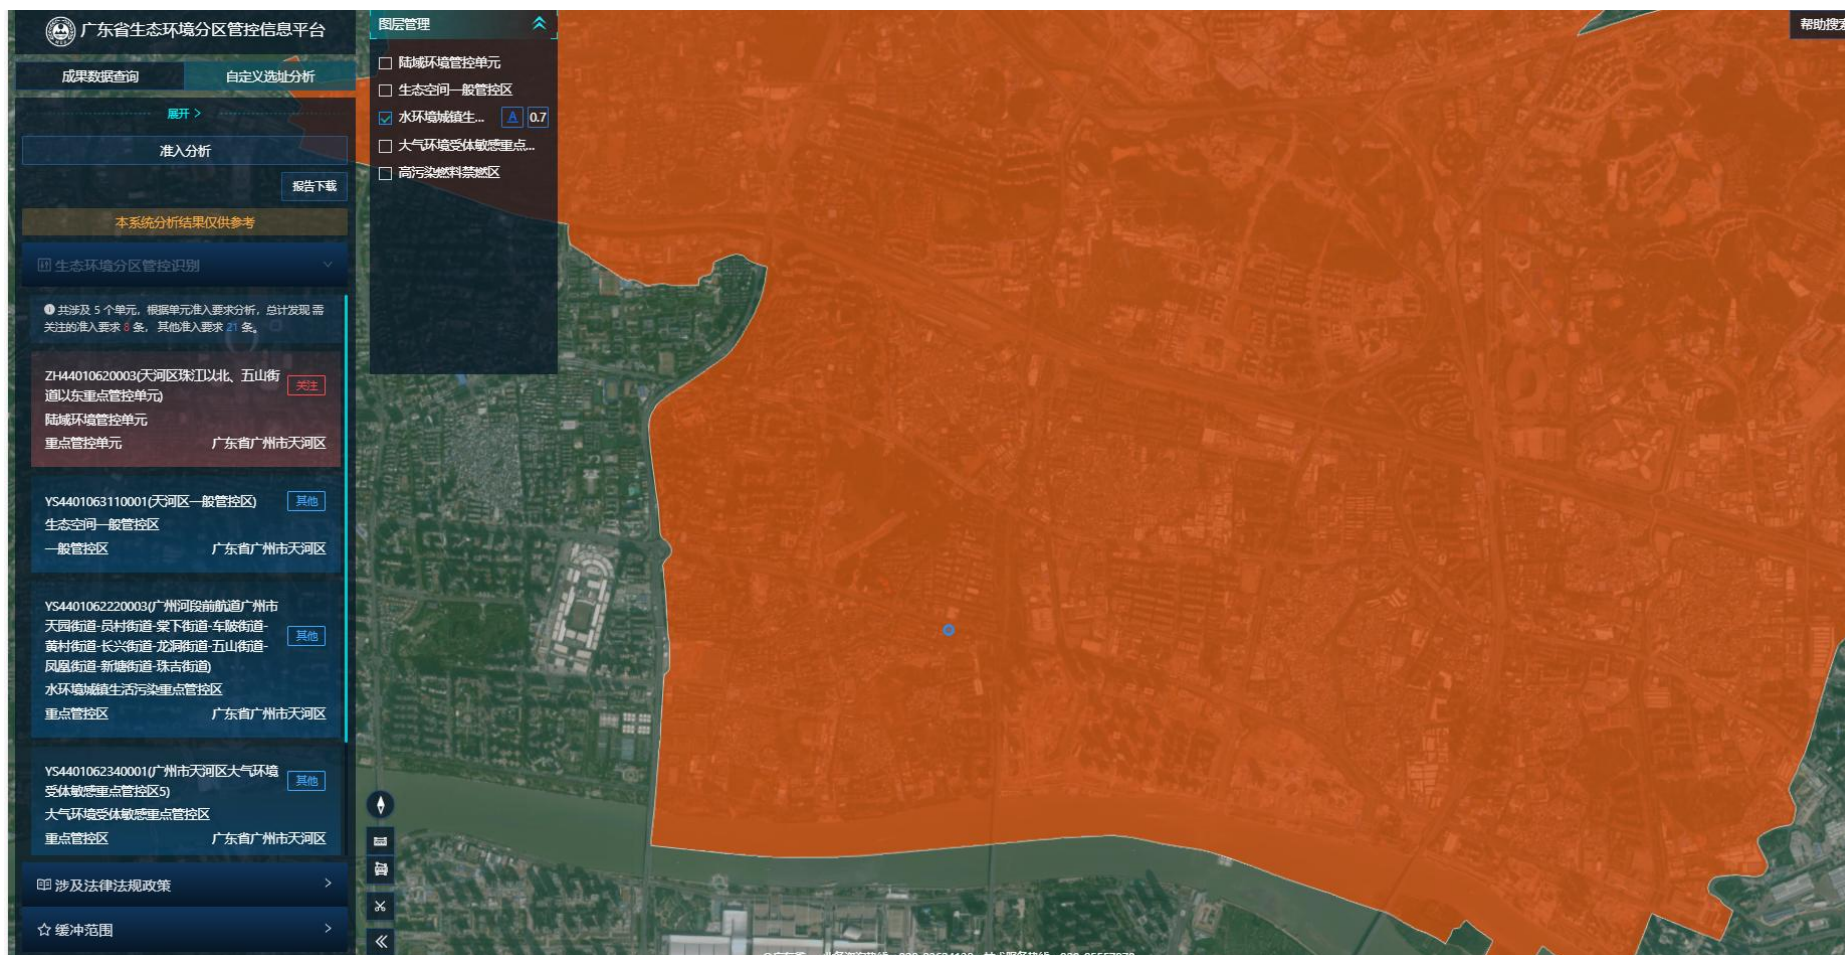 广东省生态环境分区管控信息平台
成果数据查询
自定义选址分析
展开 >
准入分析
报告下载
本系统分析结果仅供参考
生态环境分区管控识别
共涉及 5 个单元，根据单元准入要求分析，总计发现 需
关注的准入要求 8 条， 其他准入要求 21 条。
ZH44010620003(天河区珠江以北、五山街
道以东重点管控单元)
关注
陆域环境管控单元
重点管控单元
广东省广州市天河区
YS4401063110001(天河区一般管控区)
其他
生态空间一般管控区
一般管控区
广东省广州市天河区
YS4401062220003(广州河段前航道广州市
天园街道-员村街道-棠下街道-车陂街道-
黄村街道-长兴街道-龙洞街道-五山街道-
凤凰街道-新塘街道-珠吉街道)
其他
水环境城镇生活污染重点管控区
重点管控区
广东省广州市天河区
YS4401062340001(广州市天河区大气环境
受体敏感重点管控区5)
其他
大气环境受体敏感重点管控区
重点管控区
广东省广州市天河区
涉及法律法规政策
缓冲范围
图层管理
陆域环境管控单元
生态空间一般管控区
水环境城镇生...
A
0.7
大气环境受体敏感重点...
高污染燃料禁燃区
帮助搜索